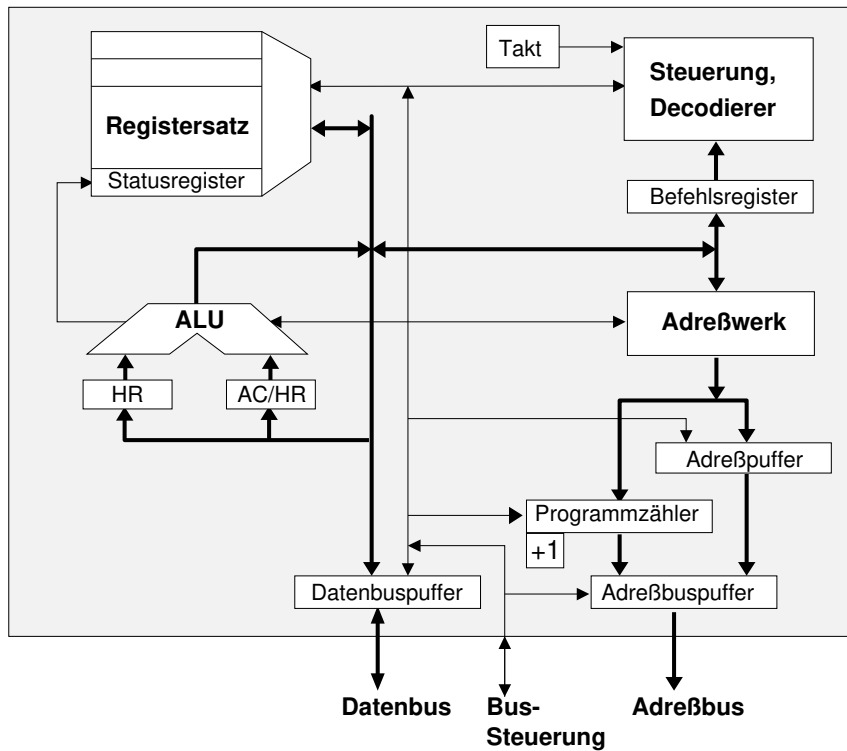 Takt
Steuerung,
Decodierer
Registersatz
Statusregister
Befehlsregister
ALU
Adreßwerk
HR
AC/HR
Adreßpuffer
Programmzähler
+1
Datenbuspuffer
Adreßbuspuffer
Datenbus
Bus-
Steuerung
Adreßbus